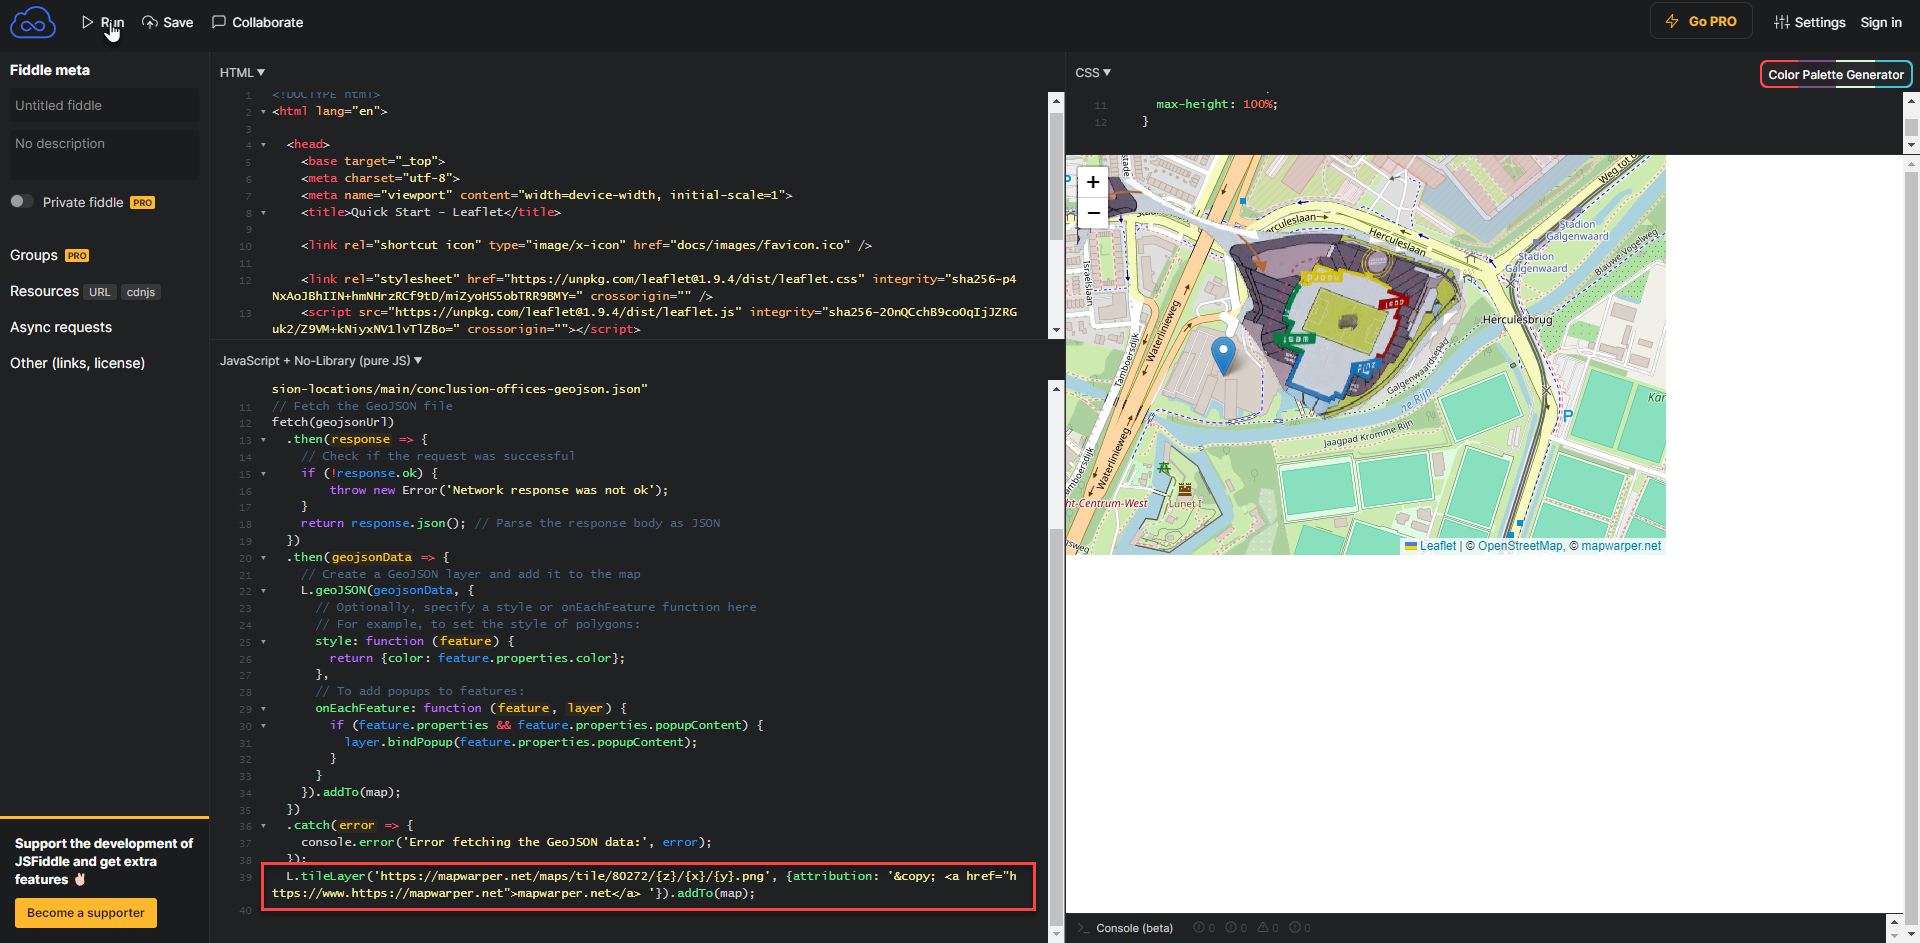 Run
Save
Collaborate
Go PRO
Settings
Sign in
Fiddle meta
Untitled fiddle
No description
Private fiddle PRO
Groups PRO
Resources URL cdnjs
Async requests
Other (links, license)
Support the development of
JSFiddle and get extra
features
Become a supporter
HTML ▼
1 <!DOCTYPE html>
2 <html lang="en">
3
4 <head>
5 <base target="_top">
6 <meta charset="utf-8">
7 <meta name="viewport" content="width=device-width, initial-scale=1">
8 <title>Quick Start - Leaflet</title>
9
10 <link rel="shortcut icon" type="image/x-icon" href="docs/images/favicon.ico" />
11
12 <link rel="stylesheet" href="https://unpkg.com/leaflet@1.9.4/dist/leaflet.css" integrity="sha256-p4
NxAoJBhIIN+hmNHrzRCf9tD/miZyoHS5obTRR9BMY=" crossorigin="" />
13 <script src="https://unpkg.com/leaflet@1.9.4/dist/leaflet.js" integrity="sha256-20nQCchB9co0qIjJZRG
uk2/Z9VM+kNiyxNV1lvTlZBo=" crossorigin=""></script>
JavaScript + No-Library (pure JS) ▼
sion-locations/main/conclusion-offices-geojson.json"
11 // Fetch the GeoJSON file
12 fetch(geojsonUrl)
13 .then(response => {
14 // Check if the request was successful
15 if (!response.ok) {
16 throw new Error('Network response was not ok');
17 }
18 return response.json(); // Parse the response body as JSON
19 })
20 .then(geojsonData => {
21 // Create a GeoJSON layer and add it to the map
22 L.geoJSON(geojsonData, {
23 // Optionally, specify a style or onEachFeature function here
24 // For example, to set the style of polygons:
25 style: function (feature) {
26 return {color: feature.properties.color};
27 },
28 // To add popups to features:
29 onEachFeature: function (feature, layer) {
30 if (feature.properties && feature.properties.popupContent) {
31 layer.bindPopup(feature.properties.popupContent);
32 }
33 }
34 }).addTo(map);
35 })
36 .catch(error => {
37 console.error('Error fetching the GeoJSON data:', error);
38 });
39 L.tileLayer('https://mapwarper.net/maps/tile/80272/{z}/{x}/{y}.png', {attribution: '&copy; <a href="h
ttps://www.https://mapwarper.net">mapwarper.net</a> '}).addTo(map);
40
CSS ▼
Color Palette Generator
11 max-height: 100%;
12 }
+
−
Weg tot
Herculeslaan
Herculeslaan
Stadion
Galgenwaard
Stadion
Galgenwaard
Blauwe-Vogelweg
Israelslaan
Waterlinieweg
Tamboersdijk
Herculesbrug
Galgenwaardsepad
Waterlinieweg
Jaagpad Kromme Rijn
P
Lunet I
ht-Centrum-West
Leaflet | © OpenStreetMap, © mapwarper.net
>_ Console (beta) 0 0 0 0